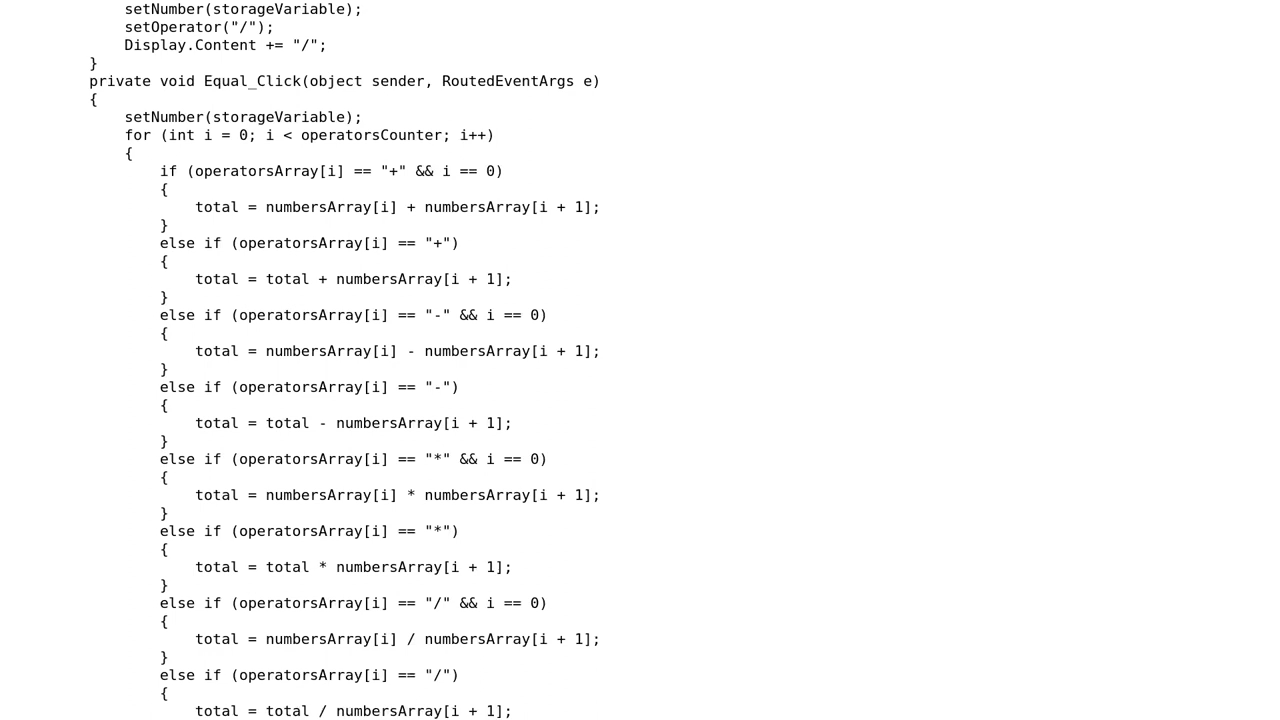 setNumber(storageVariable);
            setOperator("/");
            Display.Content += "/";
        }
        private void Equal_Click(object sender, RoutedEventArgs e)
        {
            setNumber(storageVariable);
            for (int i = 0; i < operatorsCounter; i++)
            {
                if (operatorsArray[i] == "+" && i == 0)
                {
                    total = numbersArray[i] + numbersArray[i + 1];
                }
                else if (operatorsArray[i] == "+")
                {
                    total = total + numbersArray[i + 1];
                }
                else if (operatorsArray[i] == "-" && i == 0)
                {
                    total = numbersArray[i] - numbersArray[i + 1];
                }
                else if (operatorsArray[i] == "-")
                {
                    total = total - numbersArray[i + 1];
                }
                else if (operatorsArray[i] == "*" && i == 0)
                {
                    total = numbersArray[i] * numbersArray[i + 1];
                }
                else if (operatorsArray[i] == "*")
                {
                    total = total * numbersArray[i + 1];
                }
                else if (operatorsArray[i] == "/" && i == 0)
                {
                    total = numbersArray[i] / numbersArray[i + 1];
                }
                else if (operatorsArray[i] == "/")
                {
                    total = total / numbersArray[i + 1];